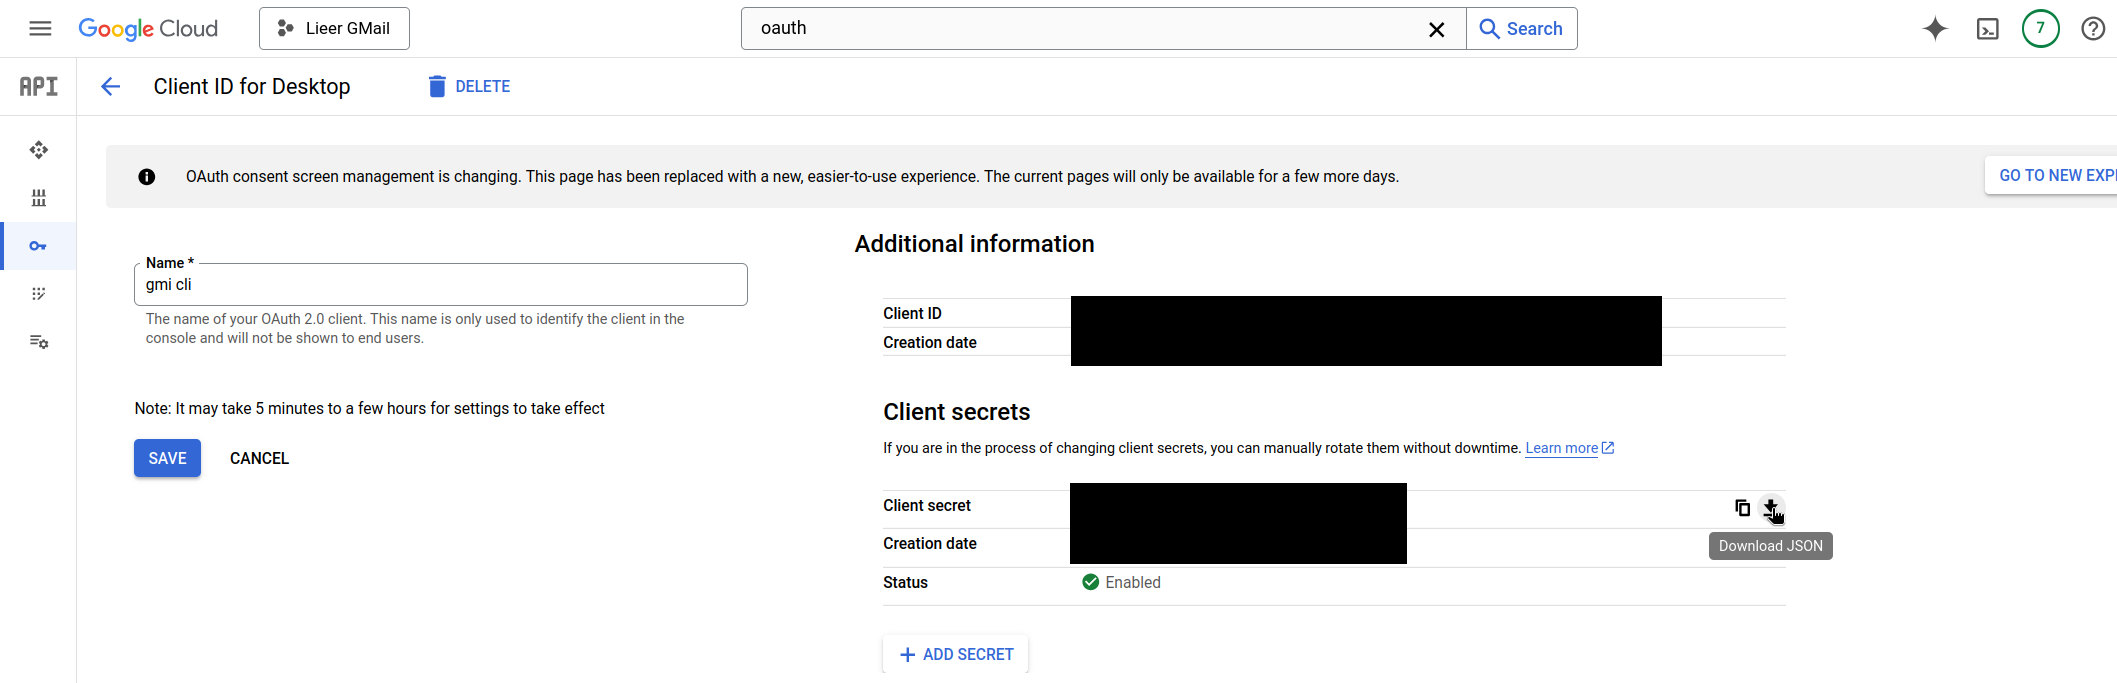 Google Cloud
Lieer GMail
oauth
Search
7
API
Client ID for Desktop
DELETE
OAuth consent screen management is changing. This page has been replaced with a new, easier-to-use experience. The current pages will only be available for a few more days.
GO TO NEW EXP
Name *
gmi cli
The name of your OAuth 2.0 client. This name is only used to identify the client in the
console and will not be shown to end users.
Note: It may take 5 minutes to a few hours for settings to take effect
SAVE
CANCEL
Additional information
Client ID
Creation date
Client secrets
If you are in the process of changing client secrets, you can manually rotate them without downtime. Learn more
Client secret
Download JSON
Creation date
Status
Enabled
ADD SECRET